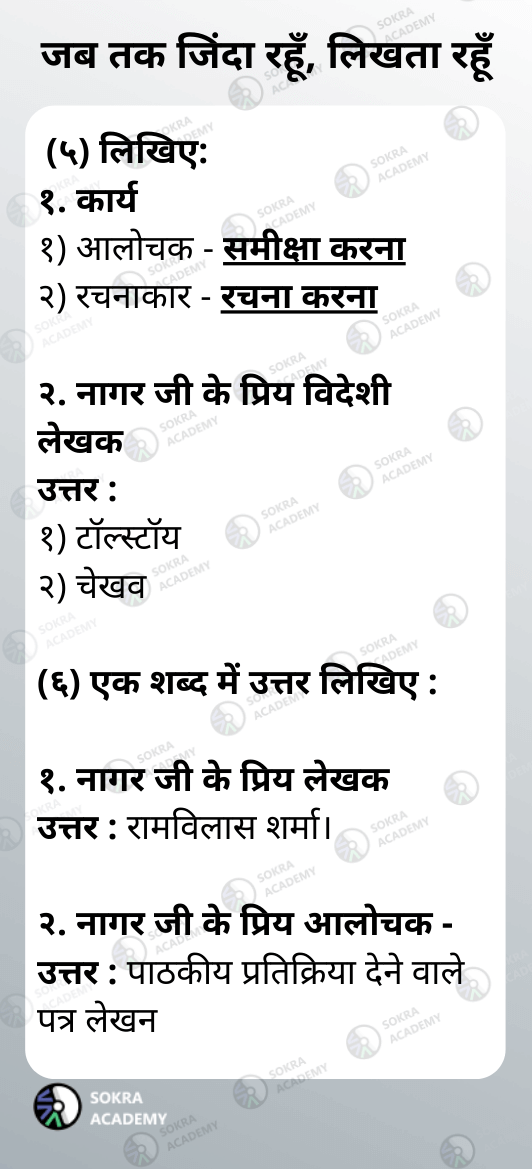 जब तक जिंदा रहूँ, लिखता रहूँ
(५) लिखिए:
१. कार्य
१) आलोचक - समीक्षा करना
२) रचनाकार - रचना करना
२. नागर जी के प्रिय विदेशी
लेखक
उत्तर :
१) टॉल्स्टॉय
२) चेखव
(६) एक शब्द में उत्तर लिखिए :
१. नागर जी के प्रिय लेखक
उत्तर : रामविलास शर्मा।
२. नागर जी के प्रिय आलोचक -
उत्तर : पाठकीय प्रतिक्रिया देने वाले
पत्र लेखन
SOKRA
ACADEMY